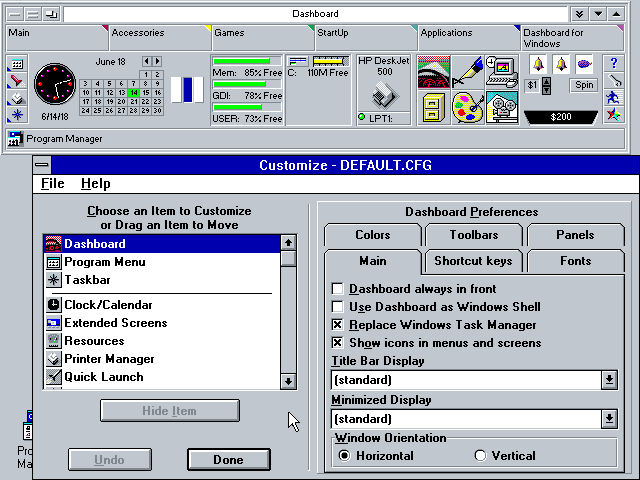 Dashboard
Main
Accessories
Games
StartUp
Applications
Dashboard for Windows
June 18
1 2
3 4 5 6 7 8 9
10 11 12 13 14 15 16
17 18 19 20 21 22 23
24 25 26 27 28 29 30
6/14/18
Mem: 85% Free
GDI: 78% Free
USER: 73% Free
C: 110M Free
HP DeskJet
500
LPT1:
$1
Spin
$200
?
Program Manager
Customize - DEFAULT.CFG
File Help
Choose an Item to Customize
or Drag an Item to Move
Dashboard
Program Menu
Taskbar
Clock/Calendar
Extended Screens
Resources
Printer Manager
Quick Launch
Hide Item
Undo
Done
Dashboard Preferences
Colors
Toolbars
Panels
Main
Shortcut keys
Fonts
Dashboard always in front
Use Dashboard as Windows Shell
Replace Windows Task Manager
Show icons in menus and screens
Title Bar Display
(standard)
Minimized Display
(standard)
Window Orientation
Horizontal
Vertical
Pro
Ma